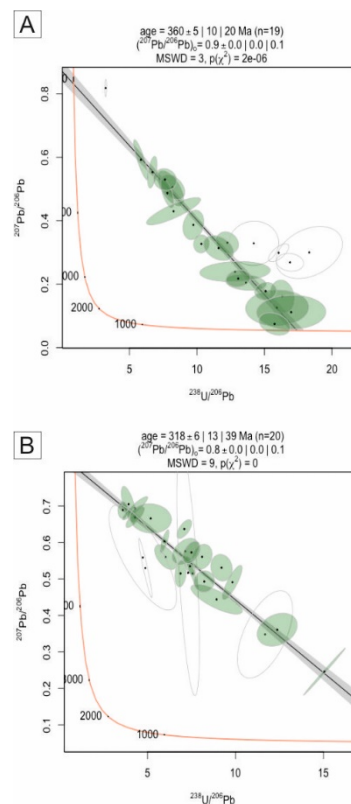 A
age = 360 ± 5 | 10 | 20 Ma (n=19)
(²⁰⁷Pb/²⁰⁶Pb)₀= 0.9 ± 0.0 | 0.0 | 0.1
MSWD = 3, p(χ²) = 2e-06
²⁰⁷Pb/²⁰⁶Pb
0.8
0.6
0.4
0.2
0.0
2000
1000
5
10
15
20
²³⁸U/²⁰⁶Pb
B
age = 318 ± 6 | 13 | 39 Ma (n=20)
(²⁰⁷Pb/²⁰⁶Pb)₀= 0.8 ± 0.0 | 0.0 | 0.1
MSWD = 9, p(χ²) = 0
²⁰⁷Pb/²⁰⁶Pb
0.7
0.6
0.5
0.4
0.3
0.2
0.1
2000
1000
5
10
15
²³⁸U/²⁰⁶Pb